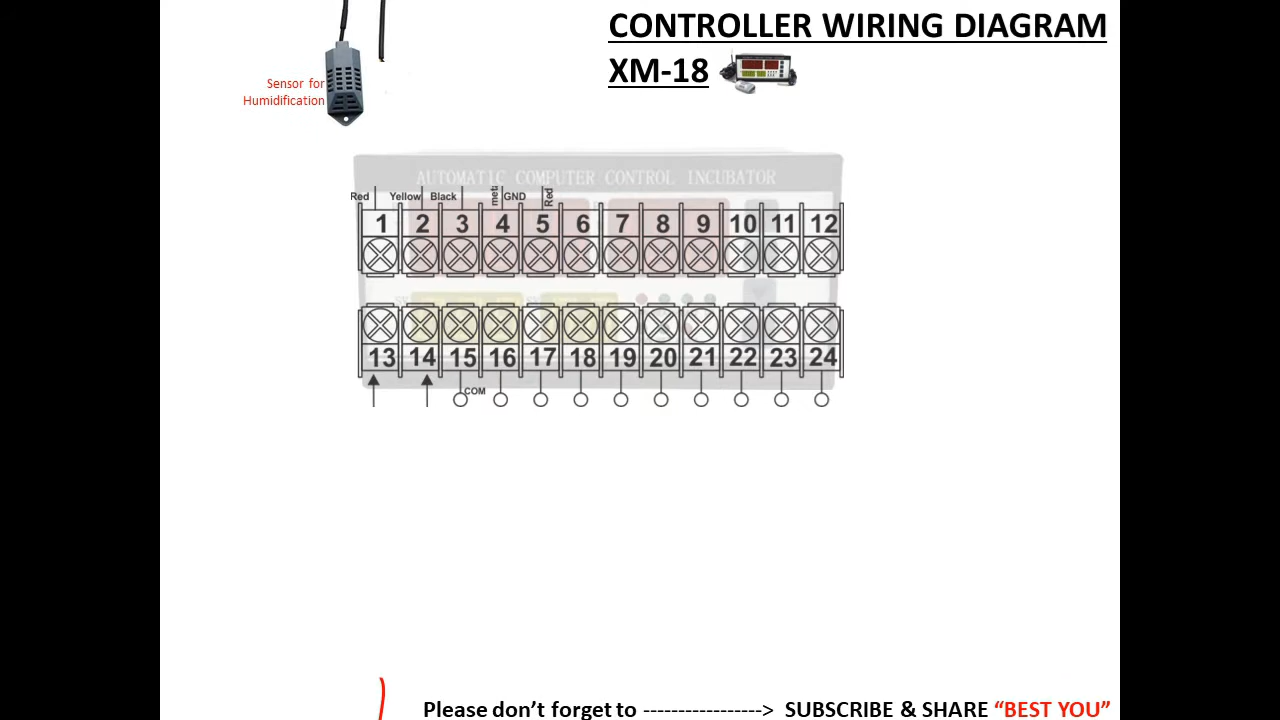 CONTROLLER WIRING DIAGRAM
XM-18
Sensor for
Humidification
AUTOMATIC COMPUTER CONTROL INCUBATOR
Red Yellow Black GND Red
1 2 3 4 5 6 7 8 9 10 11 12
13 14 15 16 17 18 19 20 21 22 23 24
COM
Please don't forget to -----------------> SUBSCRIBE & SHARE “BEST YOU”